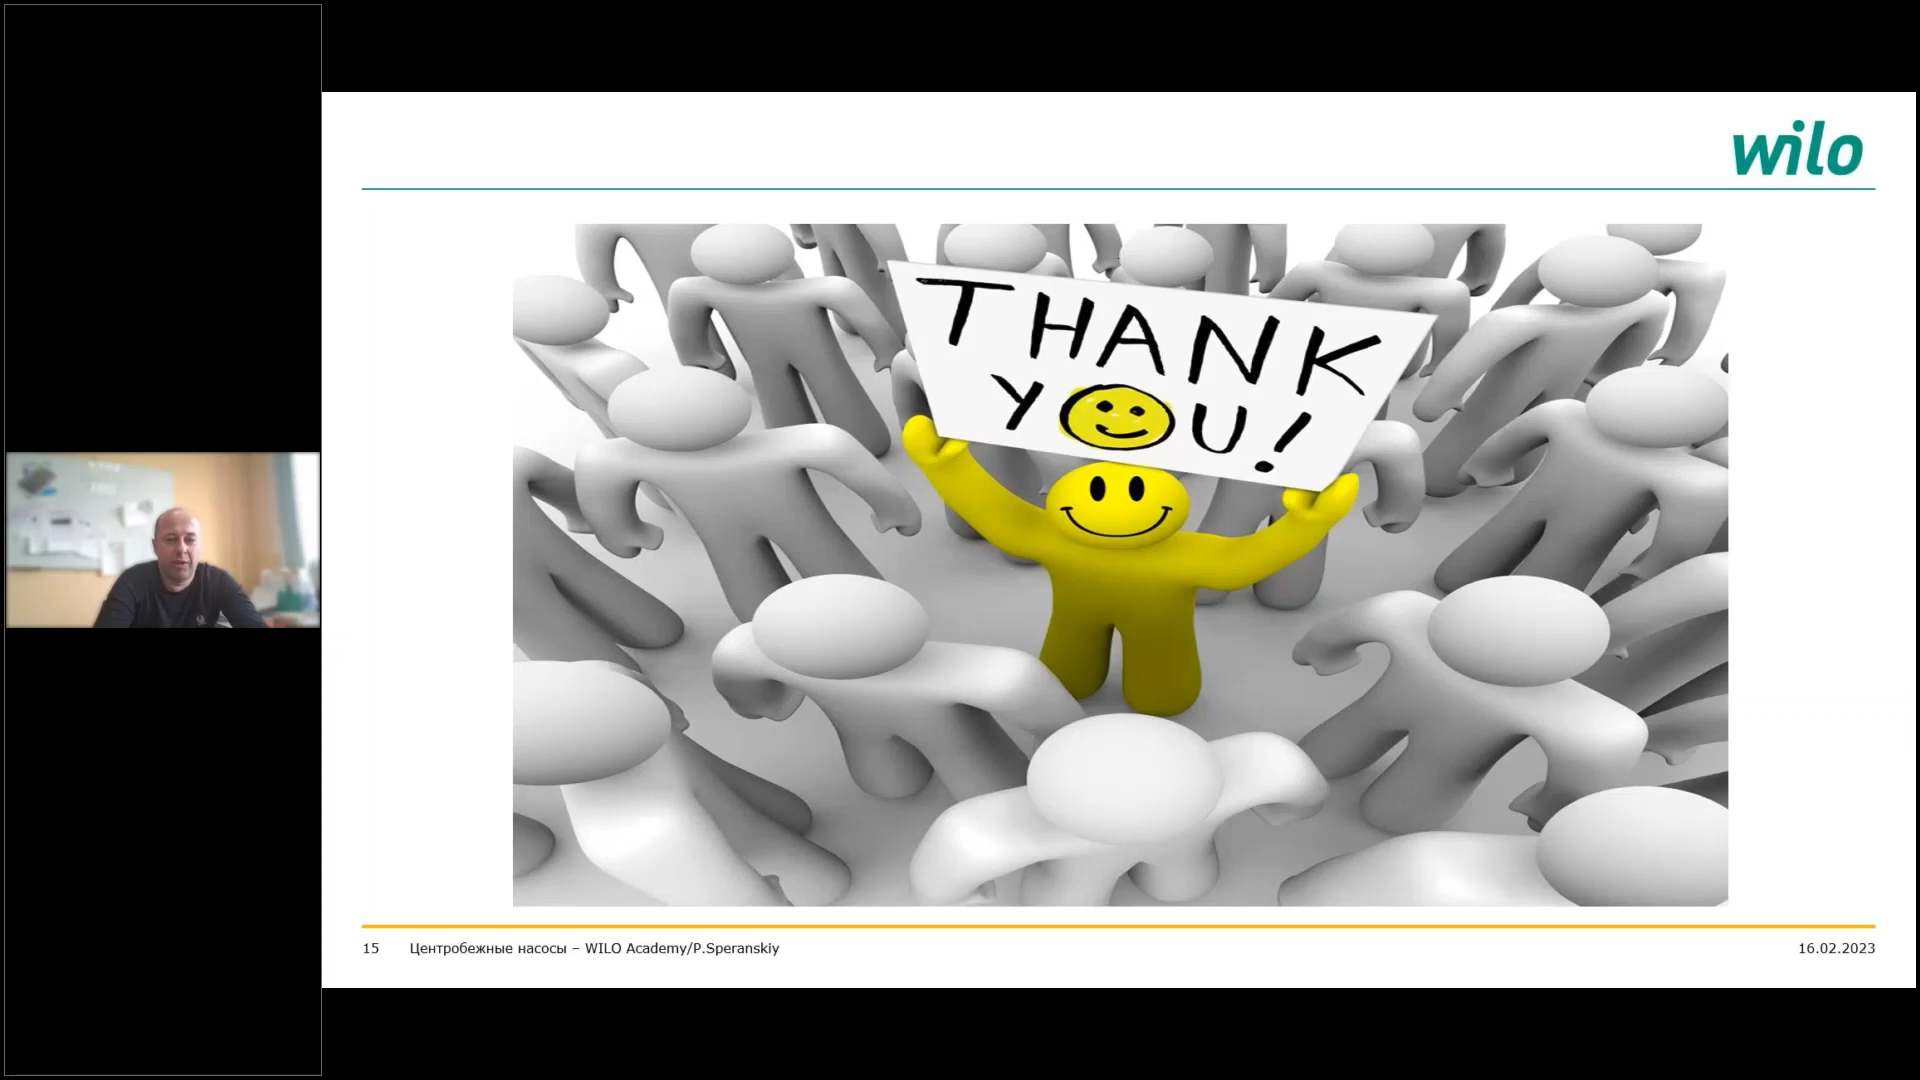 wilo
THANK
YOU!
15 Центробежные насосы – WILO Academy/P.Speranskiy 16.02.2023